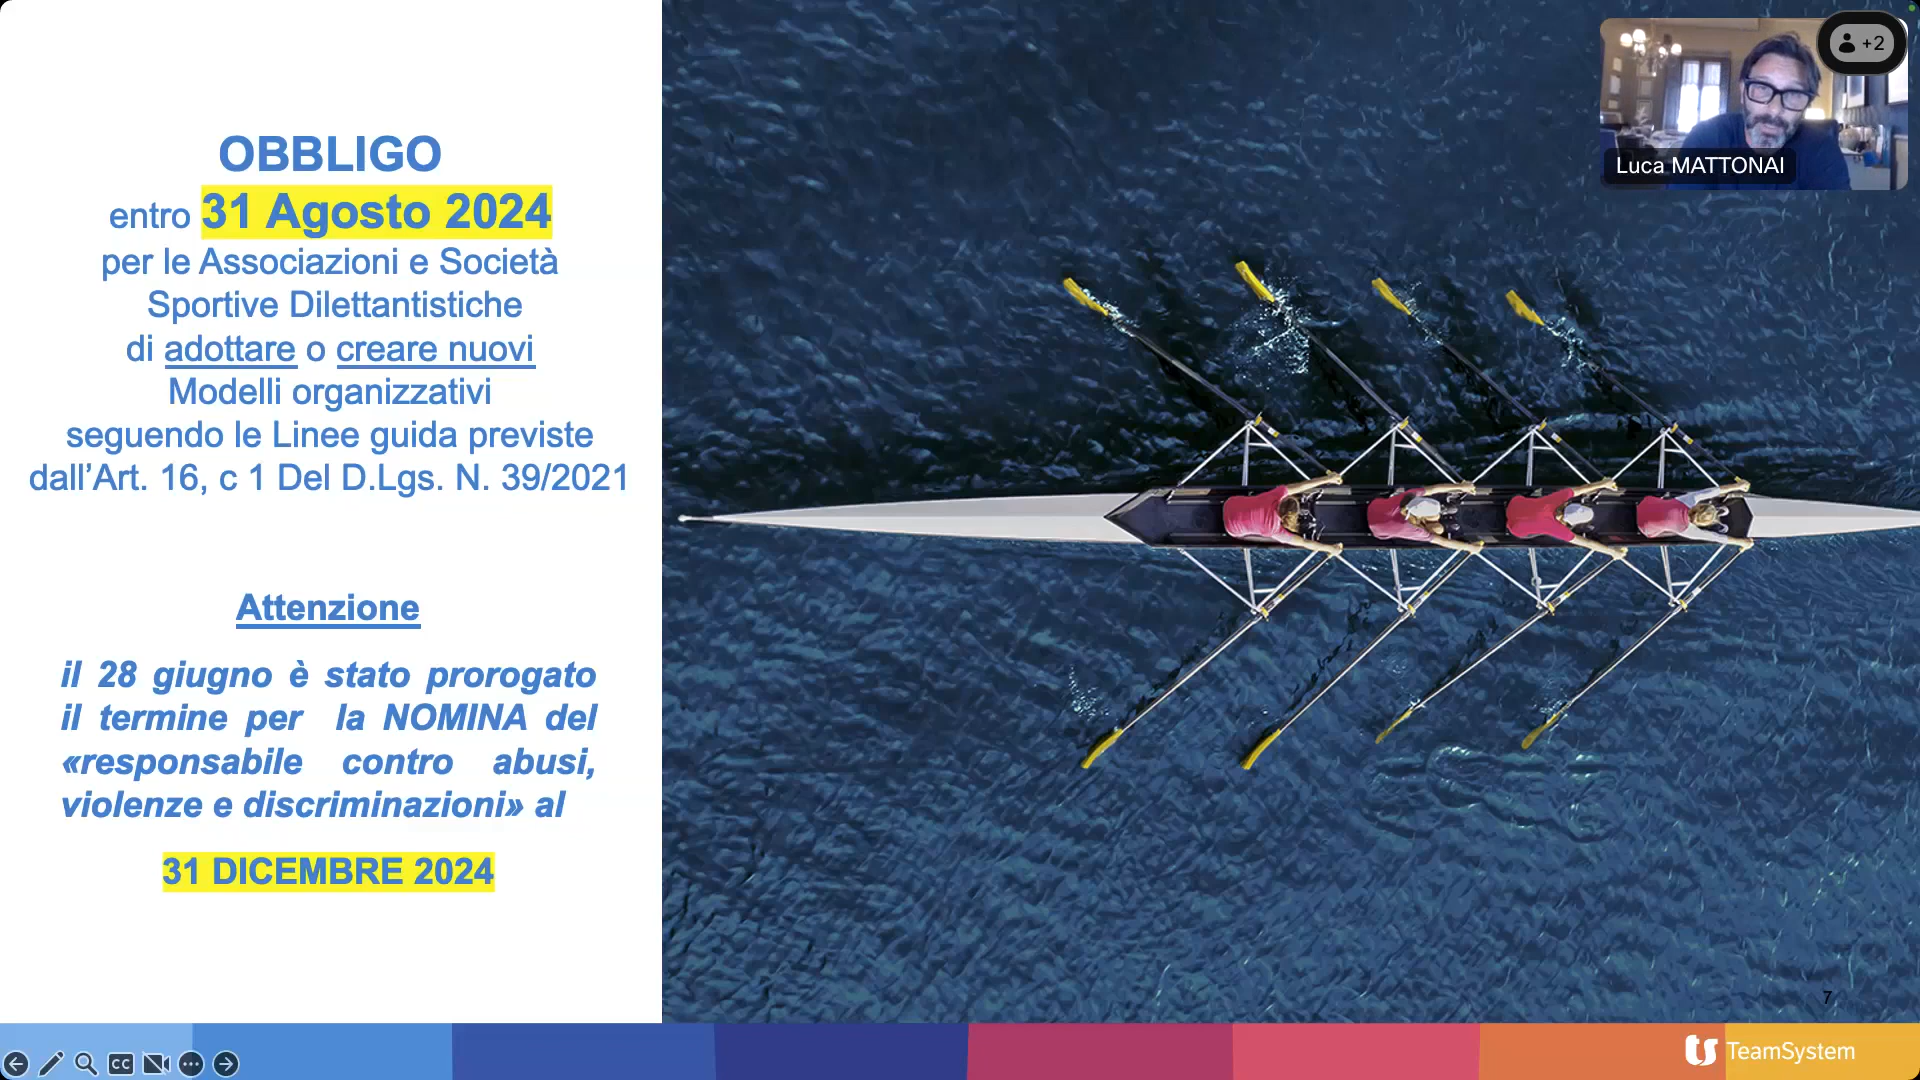 OBBLIGO
entro 31 Agosto 2024
per le Associazioni e Società
Sportive Dilettantistiche
di adottare o creare nuovi
Modelli organizzativi
seguendo le Linee guida previste
dall’Art. 16, c 1 Del D.Lgs. N. 39/2021
Attenzione
il 28 giugno è stato prorogato
il termine per la NOMINA del
«responsabile contro abusi,
violenze e discriminazioni» al
31 DICEMBRE 2024
+2
Luca MATTONAI
7
CC
TeamSystem